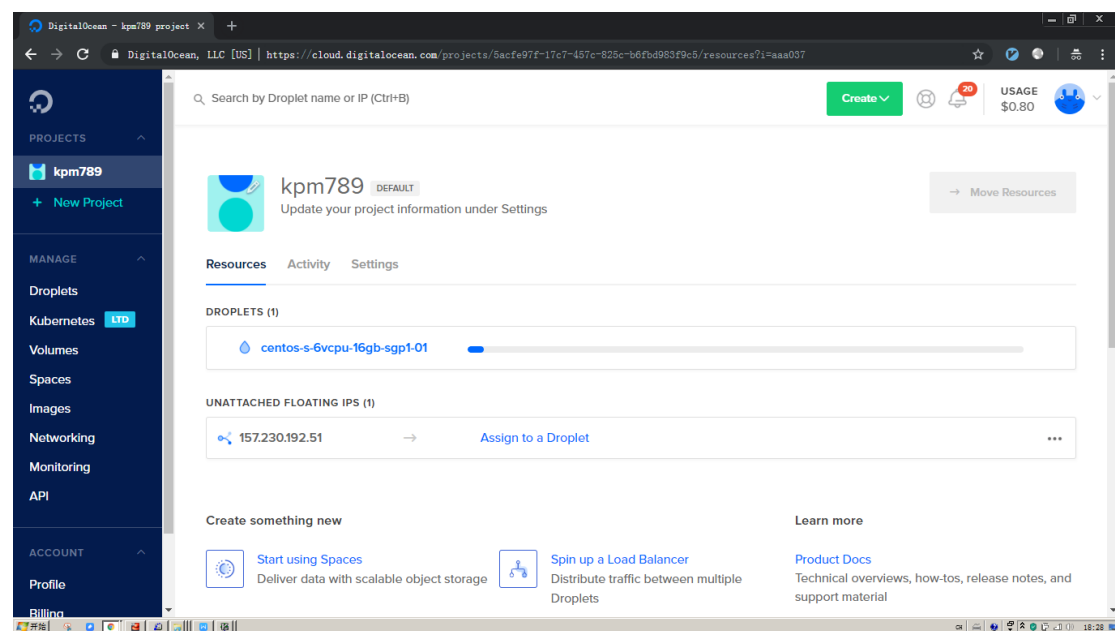 DigitalOcean - kpm789 project
DigitalOcean, LLC [US] | https://cloud.digitalocean.com/projects/5acfe97f-17c7-457c-825c-b6fbd983f9c5/resources?i=aaa037
Search by Droplet name or IP (Ctrl+B)
Create
20
USAGE
$0.80
PROJECTS
kpm789
+ New Project
MANAGE
Droplets
Kubernetes LTD
Volumes
Spaces
Images
Networking
Monitoring
API
ACCOUNT
Profile
Billing
kpm789 DEFAULT
Update your project information under Settings
→ Move Resources
Resources Activity Settings
DROPLETS (1)
centos-s-6vcpu-16gb-sgp1-01
UNATTACHED FLOATING IPS (1)
157.230.192.51 → Assign to a Droplet
Create something new
Start using Spaces
Deliver data with scalable object storage
Spin up a Load Balancer
Distribute traffic between multiple
Droplets
Learn more
Product Docs
Technical overviews, how-tos, release notes, and
support material
开始
18:28